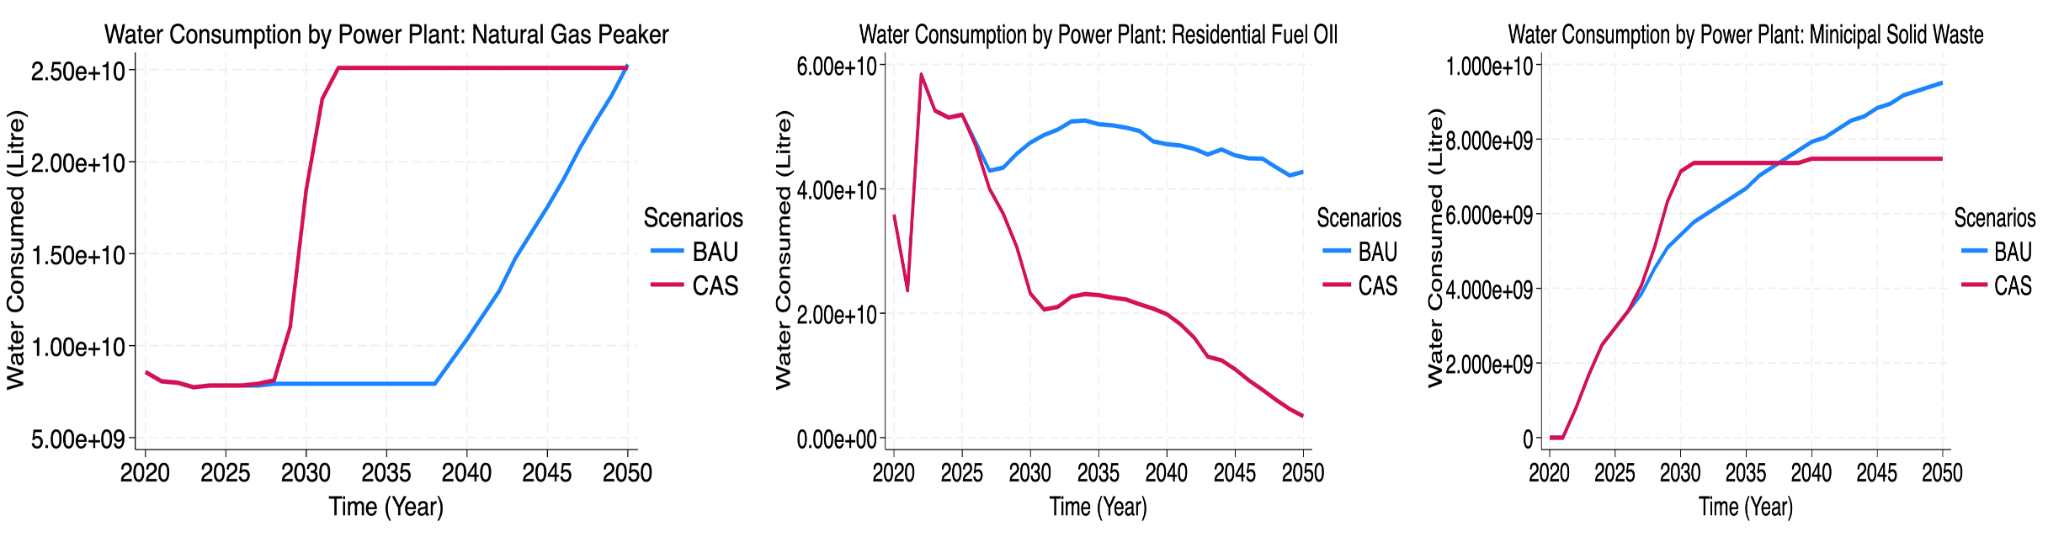 Water Consumption by Power Plant: Natural Gas Peaker
Water Consumed (Litre)
2.50e+10
2.00e+10
1.50e+10
1.00e+10
5.00e+09
2020 2025 2030 2035 2040 2045 2050
Time (Year)
Scenarios
BAU
CAS
Water Consumption by Power Plant: Residential Fuel OIl
Water Consumed (Litre)
6.00e+10
4.00e+10
2.00e+10
0.00e+00
2020 2025 2030 2035 2040 2045 2050
Time (Year)
Scenarios
BAU
CAS
Water Consumption by Power Plant: Minicipal Solid Waste
Water Consumed (Litre)
1.000e+10
8.000e+09
6.000e+09
4.000e+09
2.000e+09
0
2020 2025 2030 2035 2040 2045 2050
Time (Year)
Scenarios
BAU
CAS